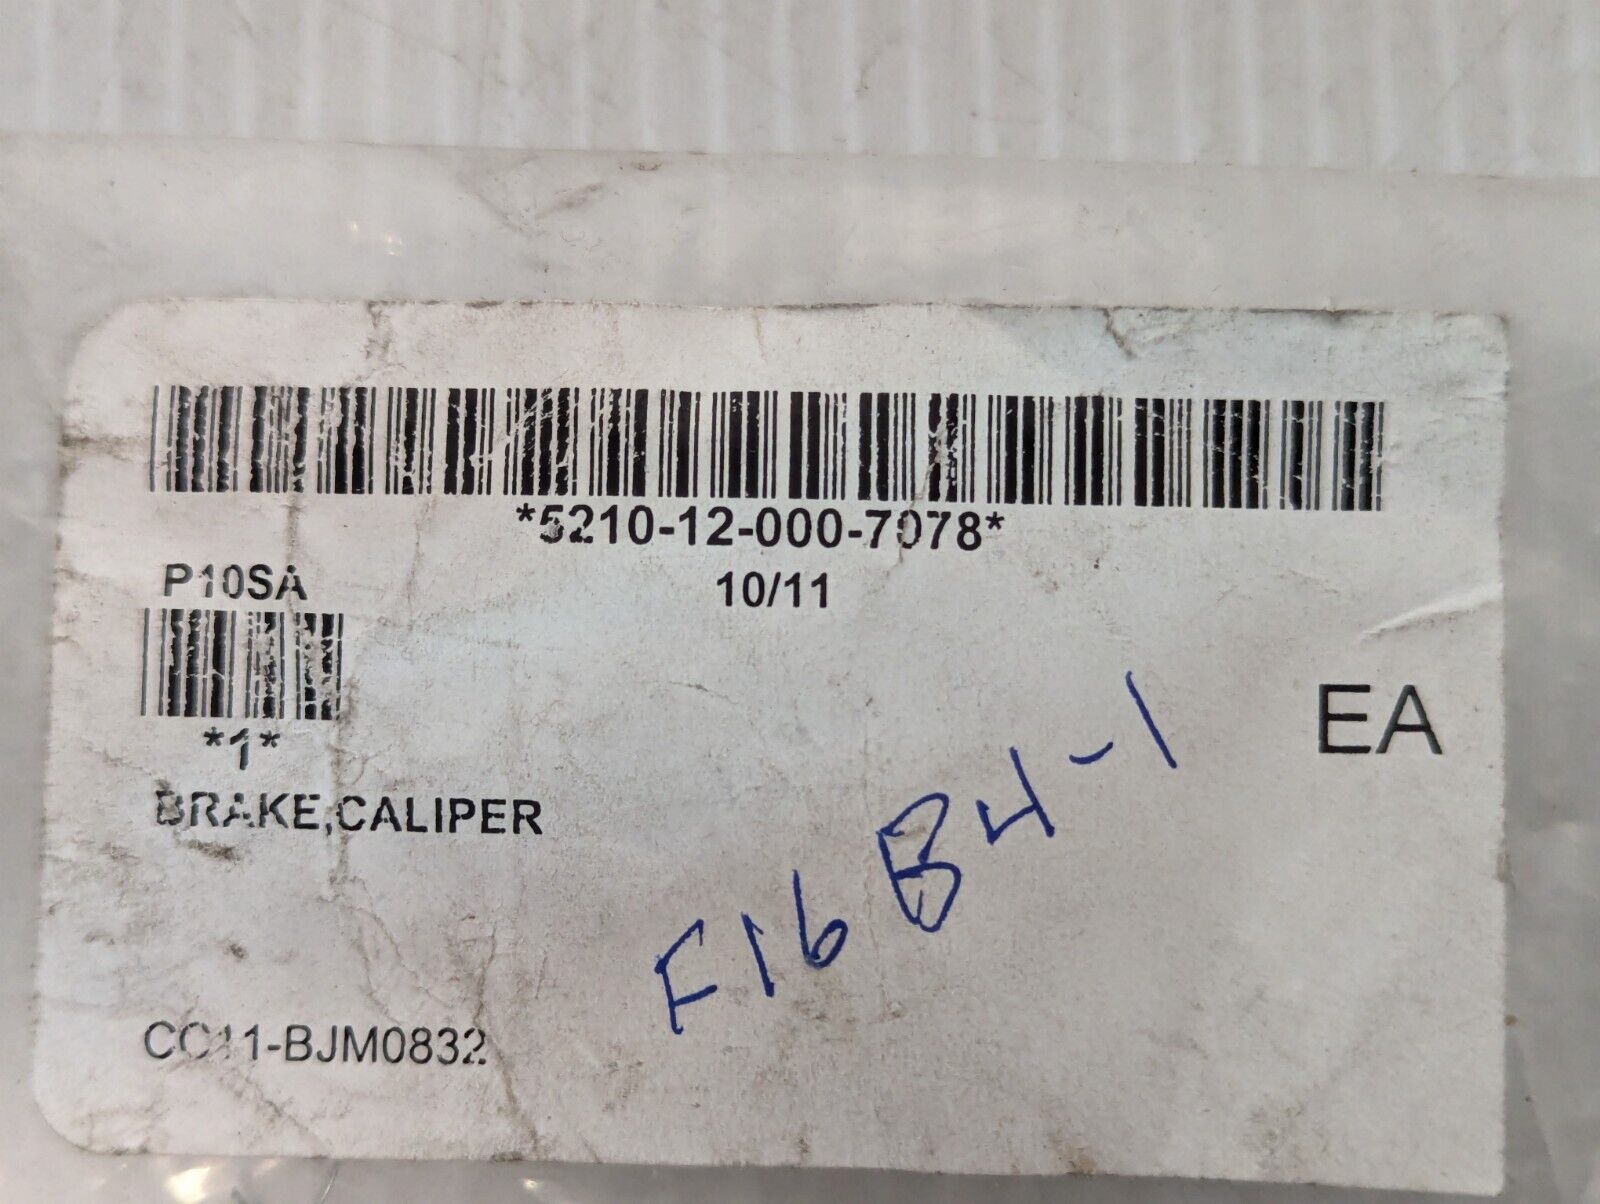 *5210-12-000-7078*
P10SA
10/11
*1*
EA
BRAKE,CALIPER
F16B4-1
CC11-BJM0832